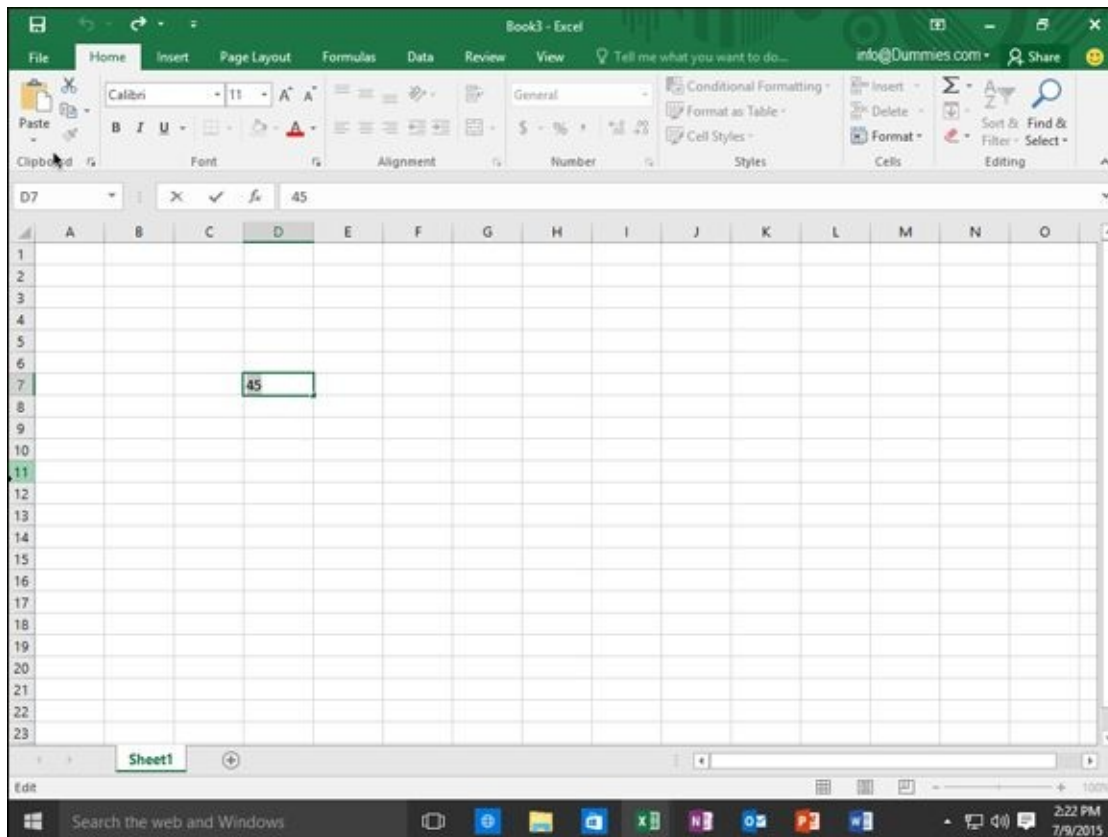 Book3 - Excel
File Home Insert Page Layout Formulas Data Review View Tell me what you want to do... info@Dummies.com Share
Calibri 11 A A General Conditional Formatting Insert
Paste Format as Table Delete
B I U A $ % Cell Styles Format Sort & Filter Find & Select
Clipboard Font Alignment Number Styles Cells Editing
D7 fx 45
A B C D E F G H I J K L M N O
1
2
3
4
5
6
7 45
8
9
10
11
12
13
14
15
16
17
18
19
20
21
22
23
Sheet1
Edit 100%
Search the web and Windows 2:22 PM
7/9/2015